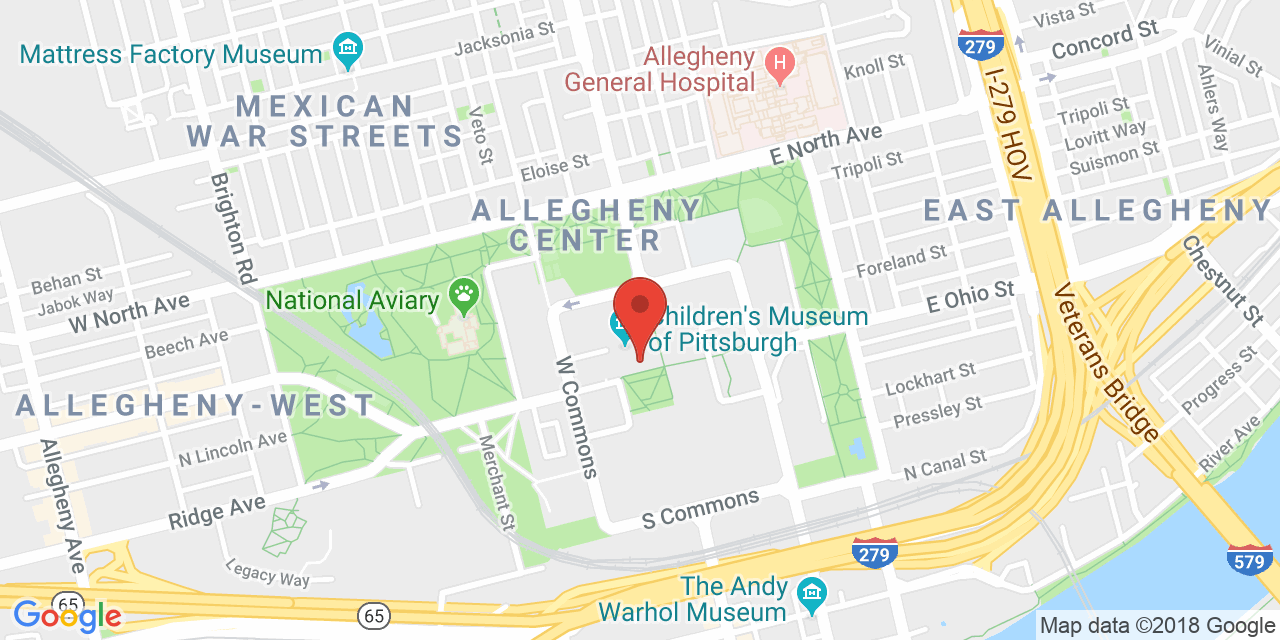 Vista St
279
Concord St
Vinial St
Jacksonia St
Mattress Factory Museum
Allegheny
General Hospital
H
Knoll St
I-279 HOV
Ahlers Way
MEXICAN
WAR STREETS
Tripoli St
Lovitt Way
Suismon St
Veto St
E North Ave
Eloise St
Tripoli St
Brighton Rd
ALLEGHENY
CENTER
EAST ALLEGHENY
Chestnut St
Foreland St
Behan St
Jabok Way
W North Ave
National Aviary
E Ohio St
Veterans Bridge
Children's Museum
of Pittsburgh
Beech Ave
W Commons
Lockhart St
Progress St
ALLEGHENY-WEST
Pressley St
River Ave
Allegheny Ave
N Lincoln Ave
Merchant St
N Canal St
Ridge Ave
S Commons
279
579
Legacy Way
The Andy
Warhol Museum
65
65
Google
Map data ©2018 Google